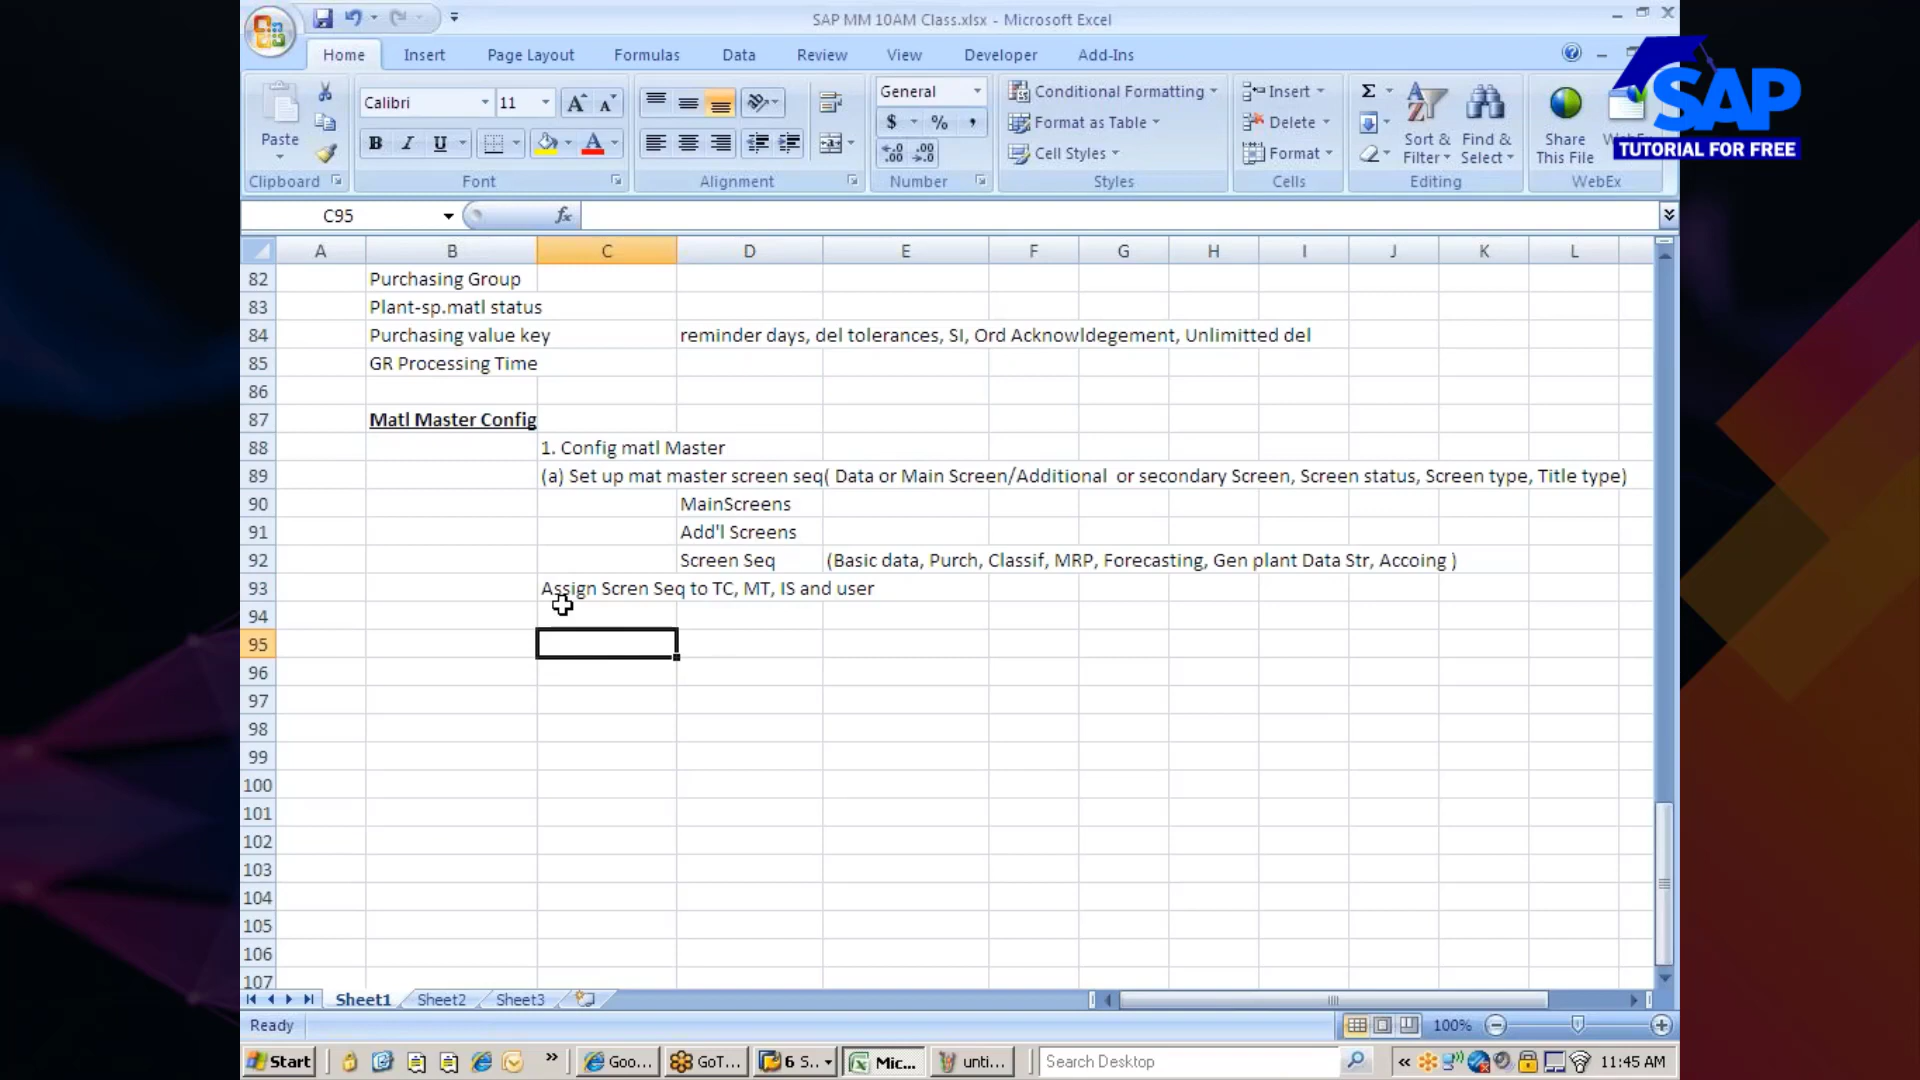 SAP MM 10AM Class.xlsx - Microsoft Excel
Home Insert Page Layout Formulas Data Review View Developer Add-Ins
SAP
TUTORIAL FOR FREE
Paste
Calibri 11
B I U
General
$ % ,
Conditional Formatting
Format as Table
Cell Styles
Insert
Delete
Format
Σ
Sort & Filter
Find & Select
Share This File
Clipboard Font Alignment Number Styles Cells Editing WebEx
C95 fx
A B C D E F G H I J K L
82 Purchasing Group
83 Plant-sp.matl status
84 Purchasing value key reminder days, del tolerances, SI, Ord Acknowldegement, Unlimitted del
85 GR Processing Time
86
87 Matl Master Config
88 1. Config matl Master
89 (a) Set up mat master screen seq( Data or Main Screen/Additional or secondary Screen, Screen status, Screen type, Title type)
90 MainScreens
91 Add'l Screens
92 Screen Seq (Basic data, Purch, Classif, MRP, Forecasting, Gen plant Data Str, Accoing )
93 Assign Scren Seq to TC, MT, IS and user
94
95
96
97
98
99
100
101
102
103
104
105
106
107
Sheet1 Sheet2 Sheet3
Ready 100%
Start » Goo... GoT... 6 S... Mic... unti... Search Desktop « 11:45 AM